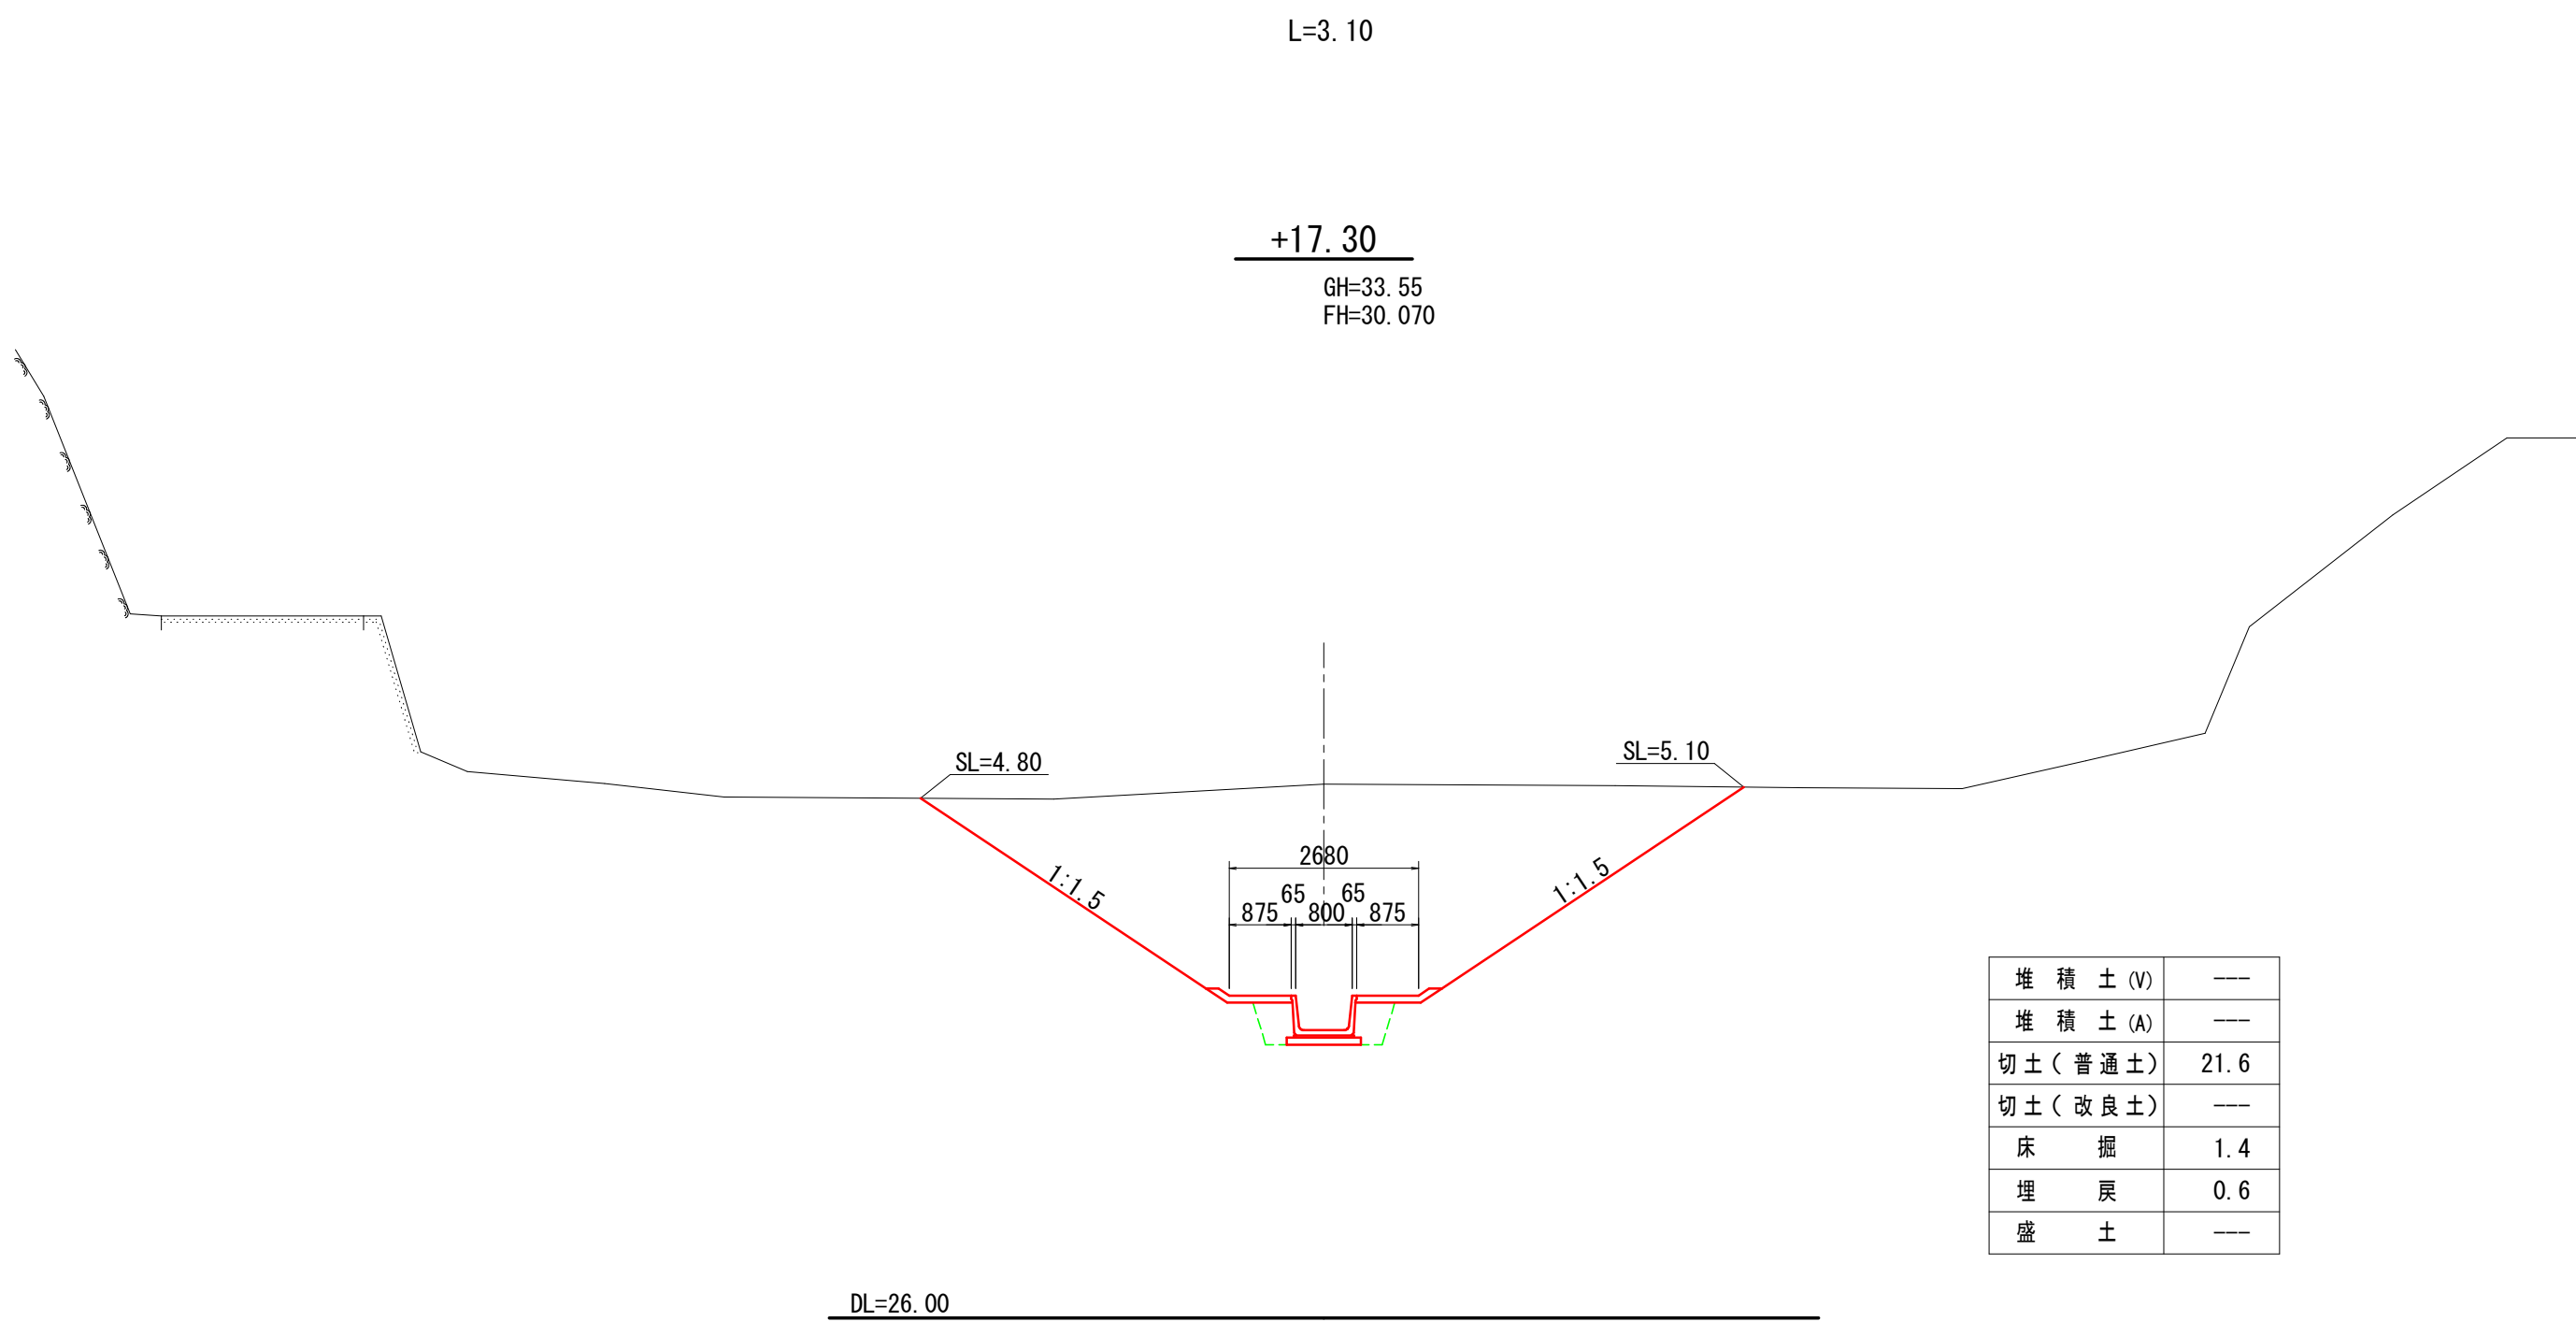 L=3.10
+17.30
GH=33.55
FH=30.070
SL=4.80
SL=5.10
1:1.5
1:1.5
2680
65 65
875 800 875
堆積土(V) ---
堆積土(A) ---
切土(普通土) 21.6
切土(改良土) ---
床掘 1.4
埋戻 0.6
盛土 ---
DL=26.00